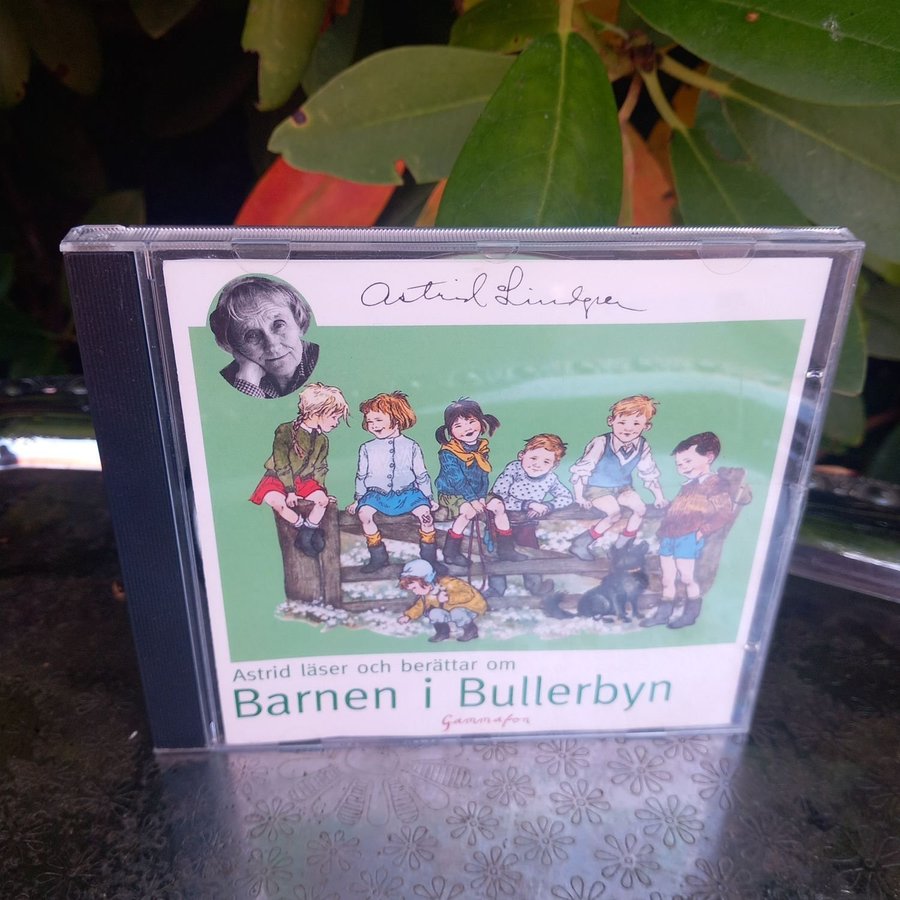 Astrid Lindgren
Astrid läser och berättar om
Barnen i Bullerbyn
Gammafon